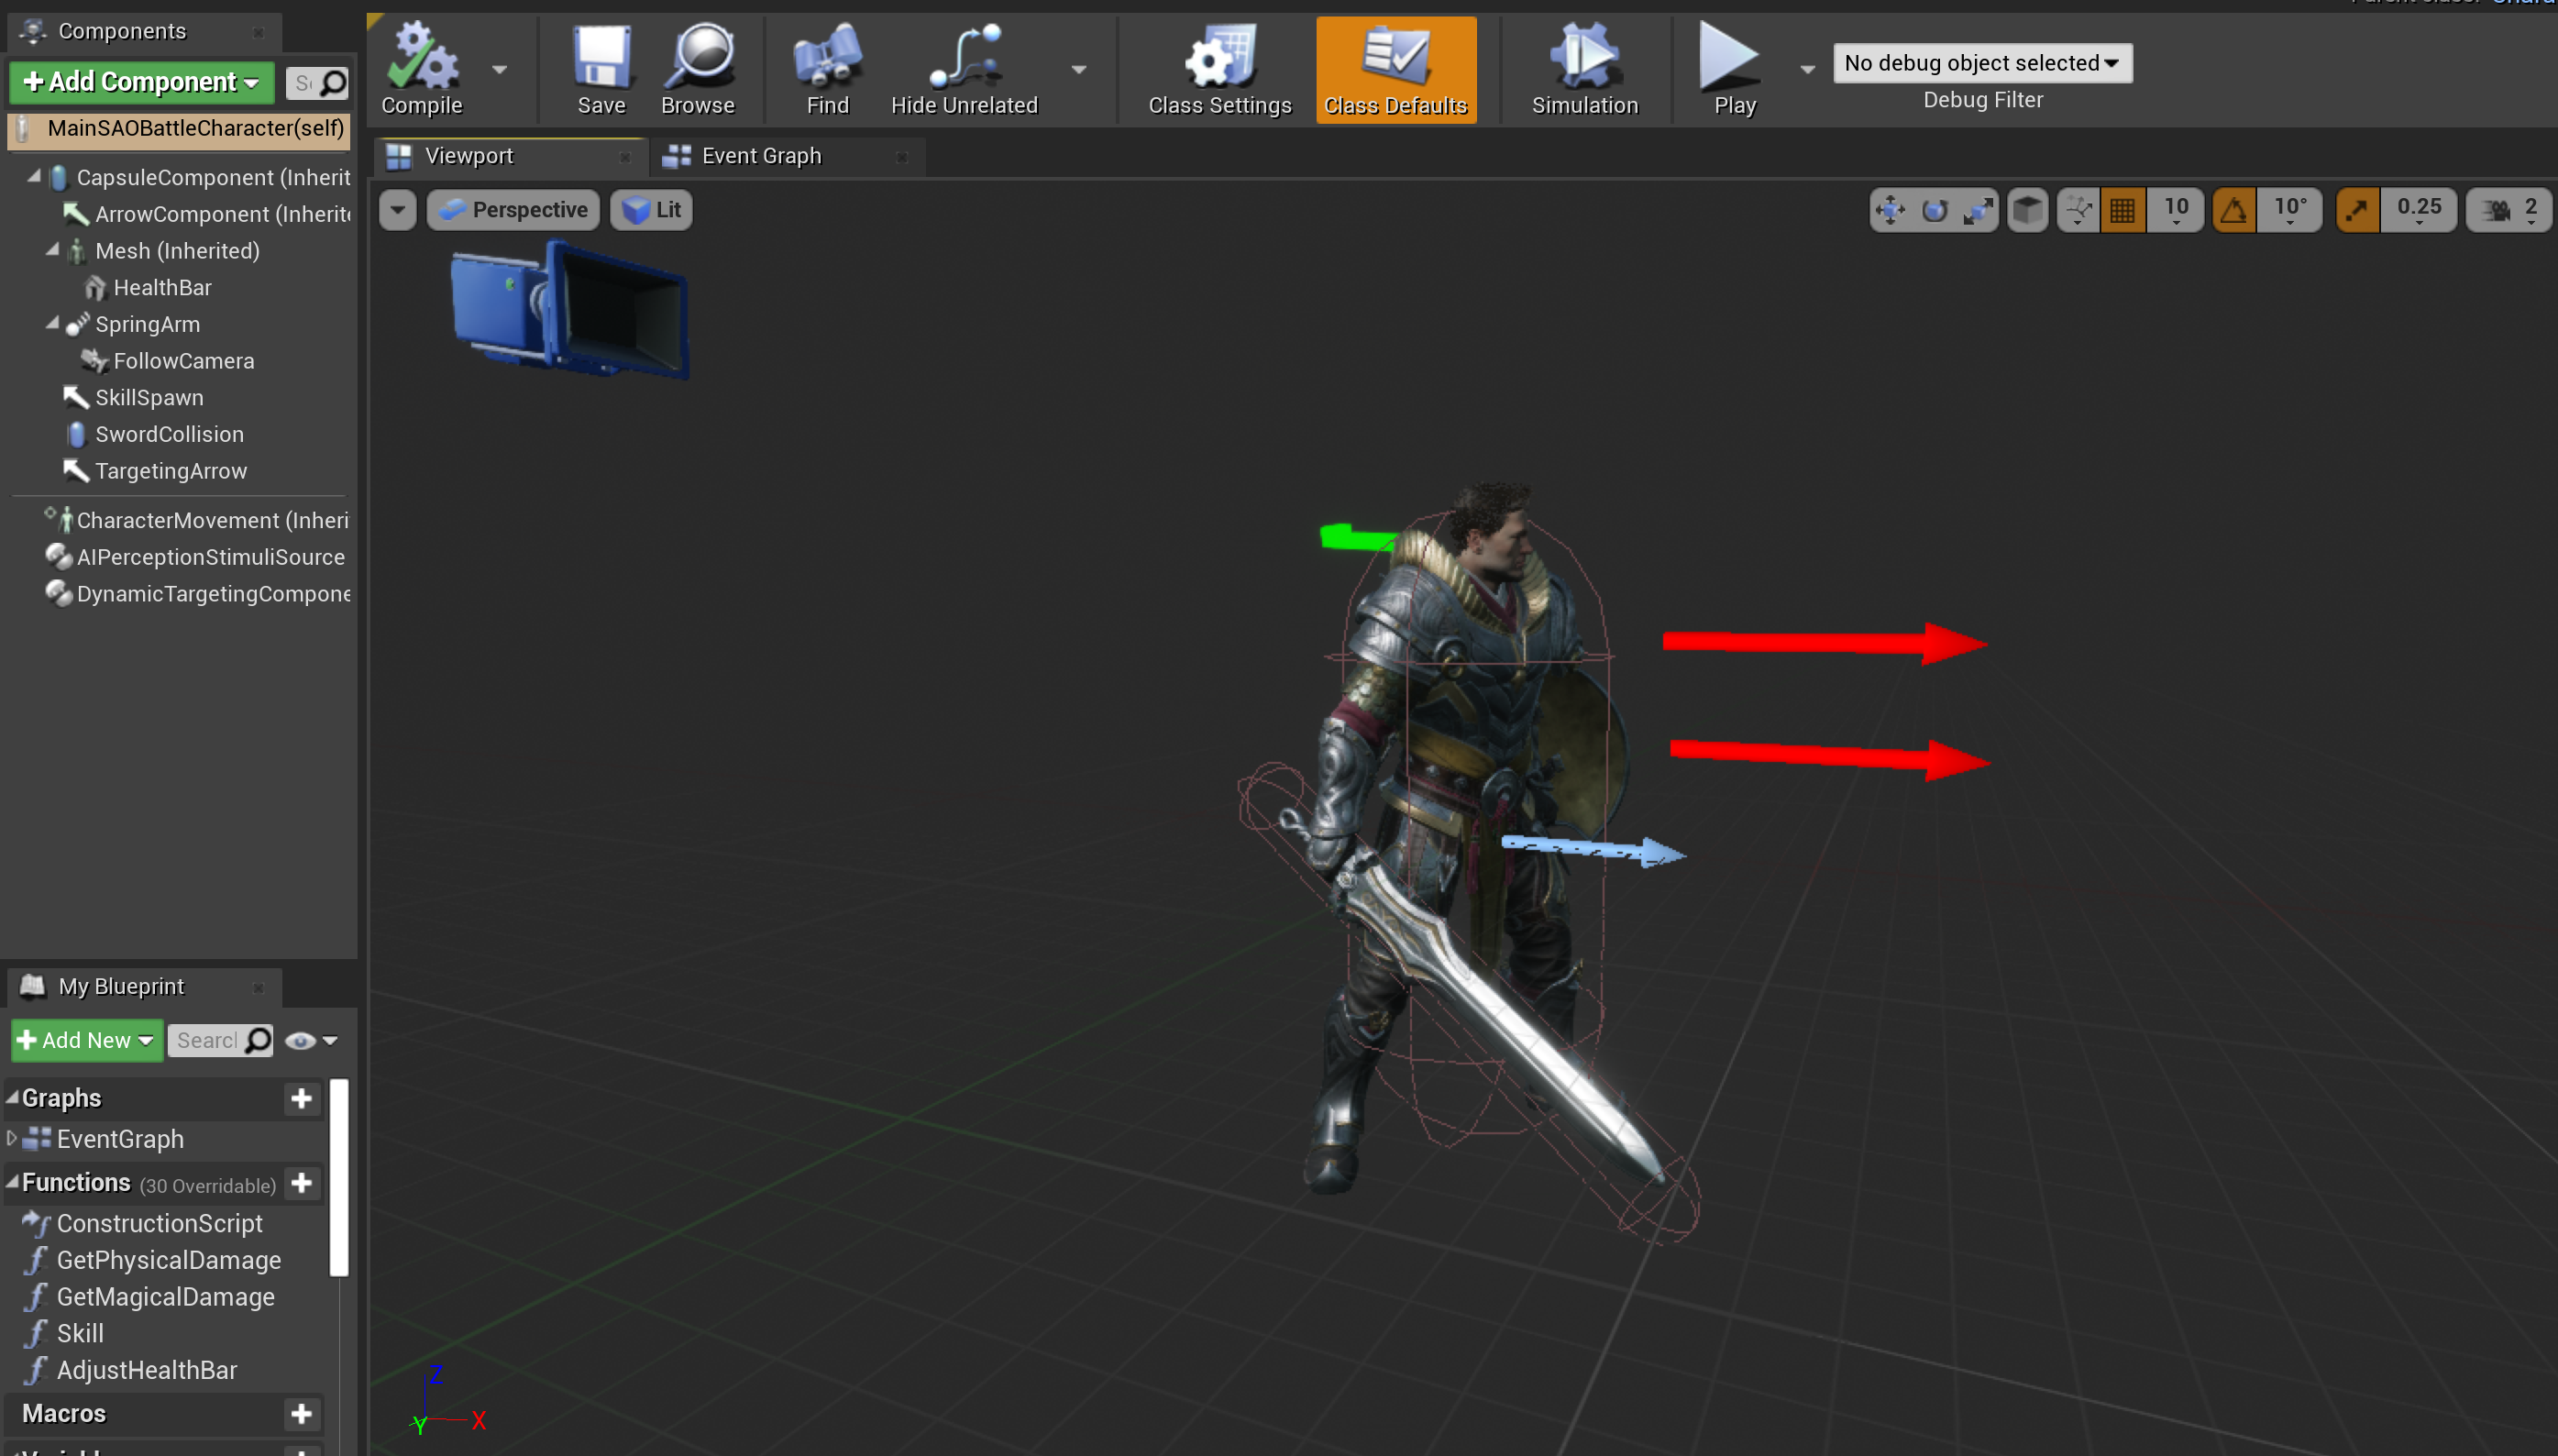 Components
Add Component
MainSAOBattleCharacter(self)
CapsuleComponent (Inherit
ArrowComponent (Inherite
Mesh (Inherited)
HealthBar
SpringArm
FollowCamera
SkillSpawn
SwordCollision
TargetingArrow
CharacterMovement (Inheri
AIPerceptionStimuliSource
DynamicTargetingCompone
My Blueprint
Add New
Search
Graphs
EventGraph
Functions (30 Overridable)
ConstructionScript
GetPhysicalDamage
GetMagicalDamage
Skill
AdjustHealthBar
Macros
Compile
Save
Browse
Find
Hide Unrelated
Class Settings
Class Defaults
Simulation
Play
No debug object selected
Debug Filter
Viewport
Event Graph
Perspective
Lit
10
10°
0.25
2
Z
Y
X